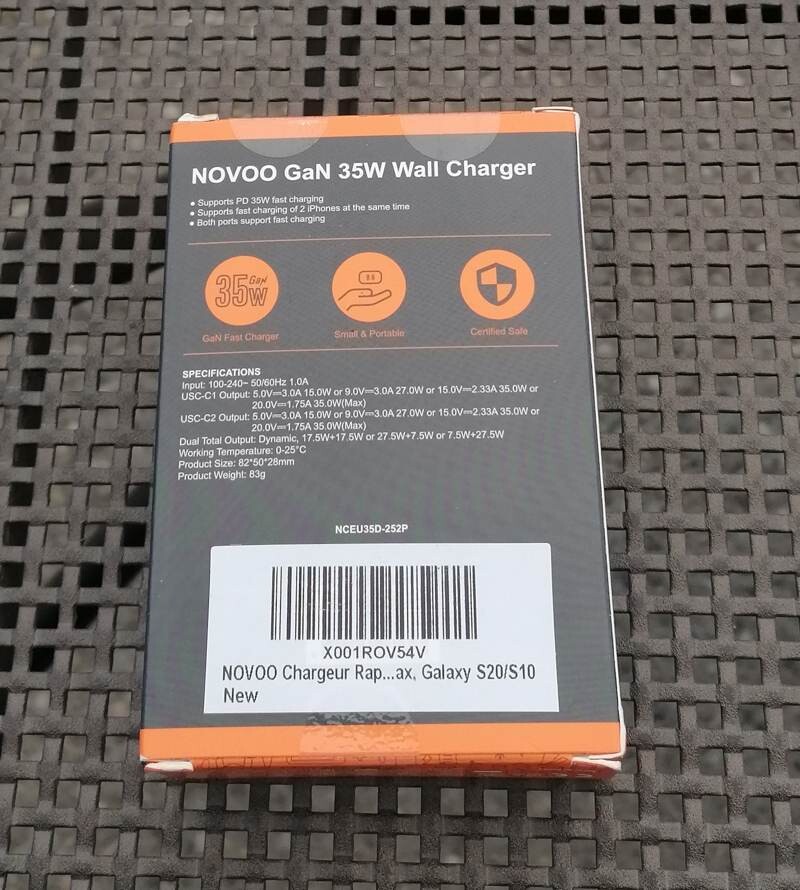 NOVOO GaN 35W Wall Charger
• Supports PD 35W fast charging
• Supports fast charging of 2 iPhones at the same time
• Both ports support fast charging
35W GaN
GaN Fast Charger
Small & Portable
Certified Safe
SPECIFICATIONS
Input: 100-240~ 50/60Hz 1.0A
USC-C1 Output: 5.0V⎓3.0A 15.0W or 9.0V⎓3.0A 27.0W or 15.0V⎓2.33A 35.0W or
20.0V⎓1.75A 35.0W(Max)
USC-C2 Output: 5.0V⎓3.0A 15.0W or 9.0V⎓3.0A 27.0W or 15.0V⎓2.33A 35.0W or
20.0V⎓1.75A 35.0W(Max)
Dual Total Output: Dynamic, 17.5W+17.5W or 27.5W+7.5W or 7.5W+27.5W
Working Temperature: 0-25°C
Product Size: 82*50*28mm
Product Weight: 83g
NCEU35D-252P
X001ROV54V
NOVOO Chargeur Rap...ax, Galaxy S20/S10
New